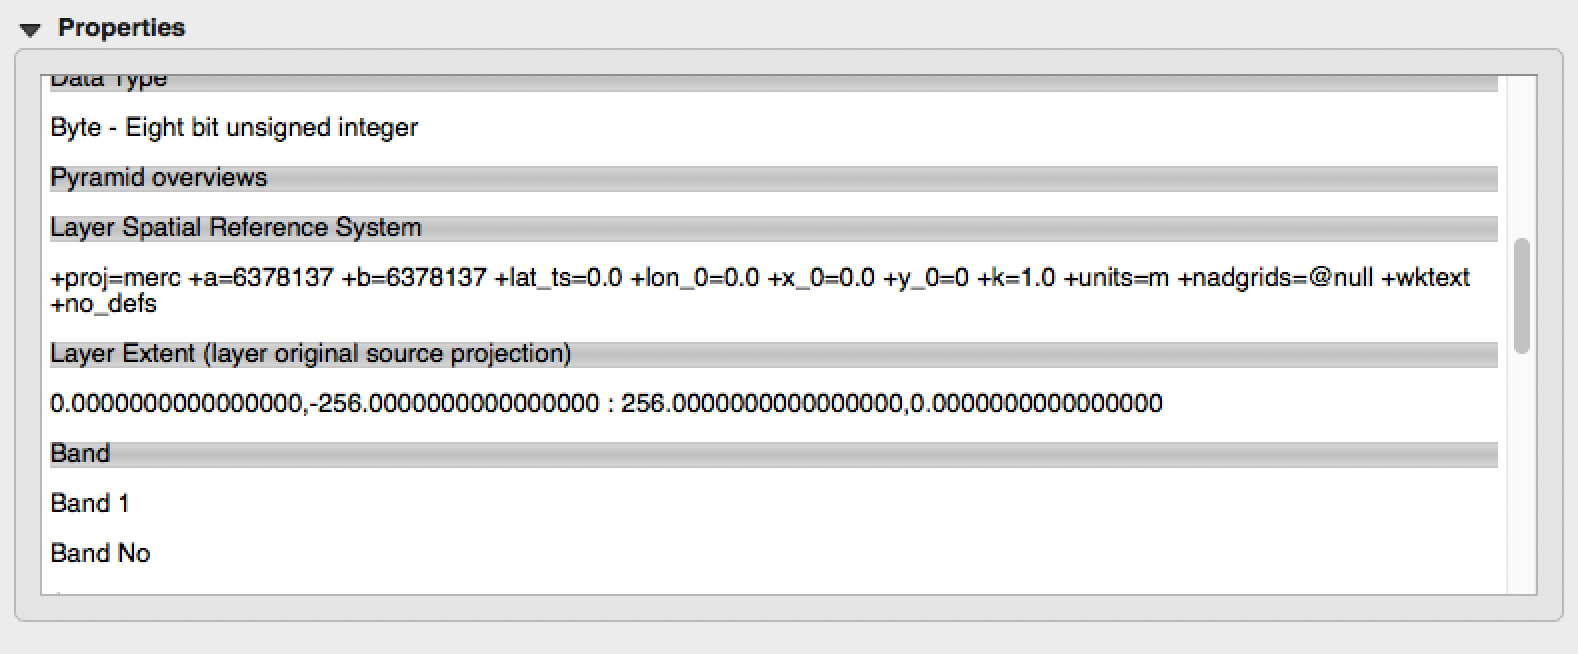 Properties
Data Type
Byte - Eight bit unsigned integer
Pyramid overviews
Layer Spatial Reference System
+proj=merc +a=6378137 +b=6378137 +lat_ts=0.0 +lon_0=0.0 +x_0=0.0 +y_0=0 +k=1.0 +units=m +nadgrids=@null +wktext
+no_defs
Layer Extent (layer original source projection)
0.0000000000000000,-256.0000000000000000 : 256.0000000000000000,0.0000000000000000
Band
Band 1
Band No